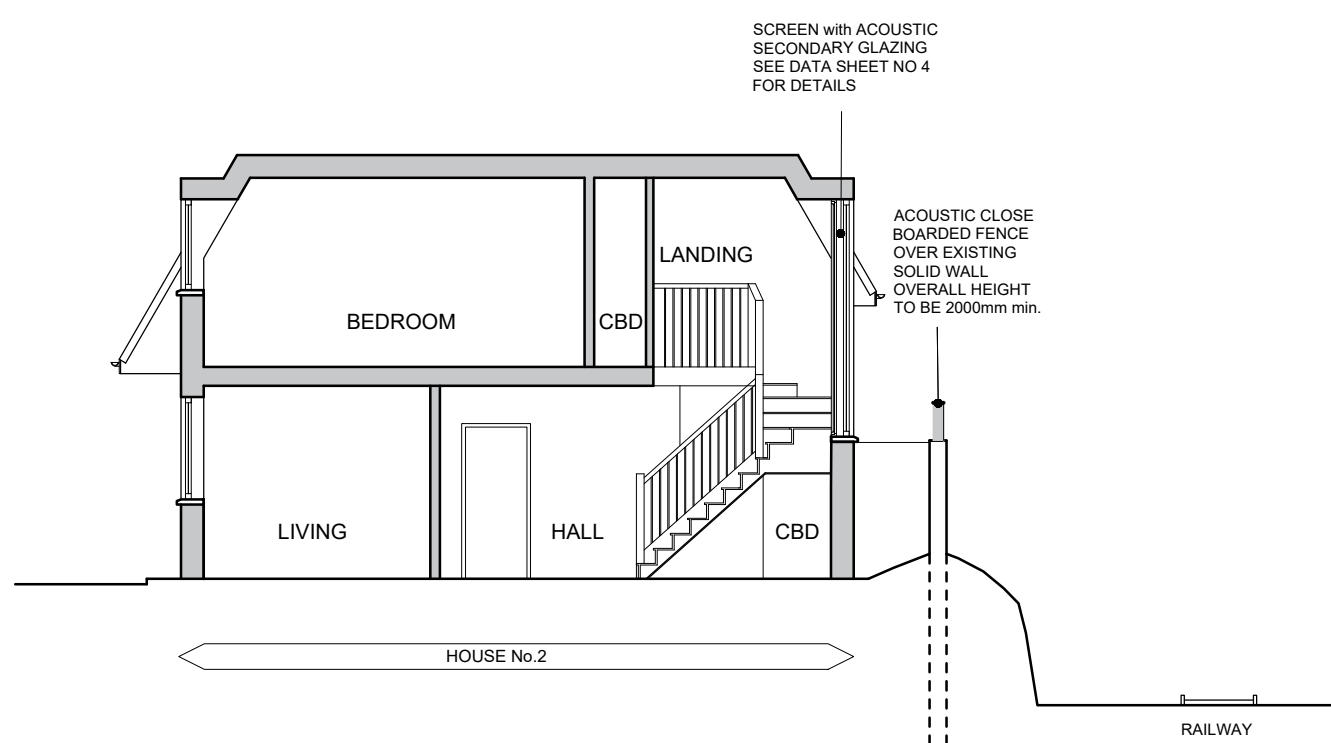 SCREEN with ACOUSTIC
SECONDARY GLAZING
SEE DATA SHEET NO 4
FOR DETAILS
ACOUSTIC CLOSE
BOARDED FENCE
OVER EXISTING
SOLID WALL
OVERALL HEIGHT
TO BE 2000mm min.
LANDING
BEDROOM
CBD
LIVING
HALL
CBD
HOUSE No.2
RAILWAY